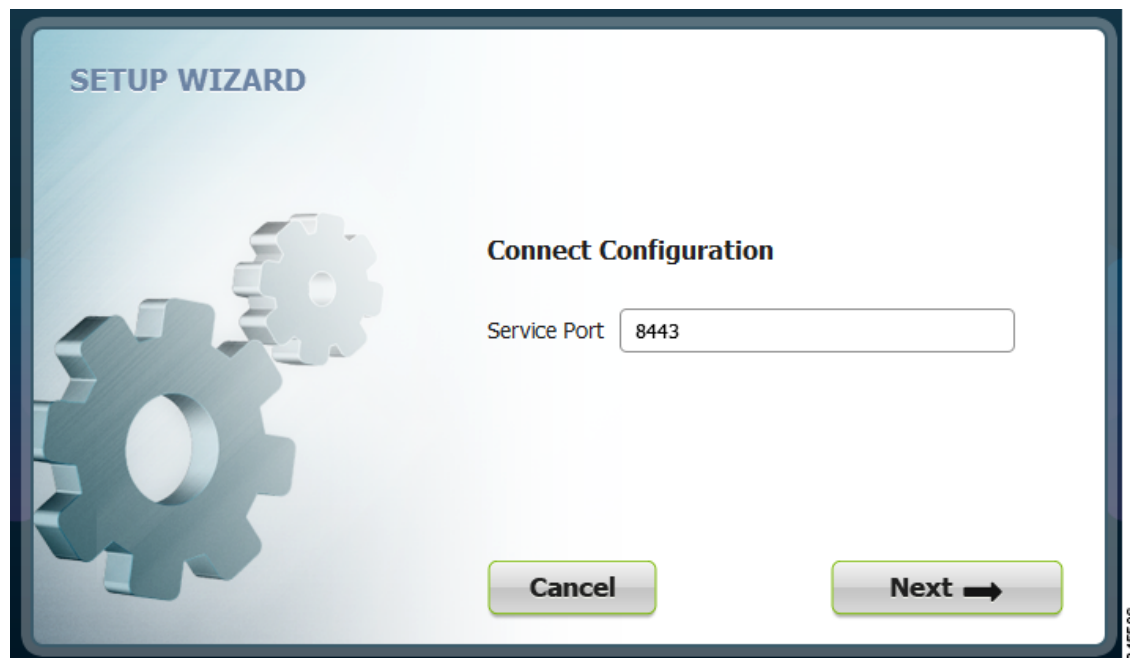 SETUP WIZARD
Connect Configuration
Service Port 8443
Cancel
Next